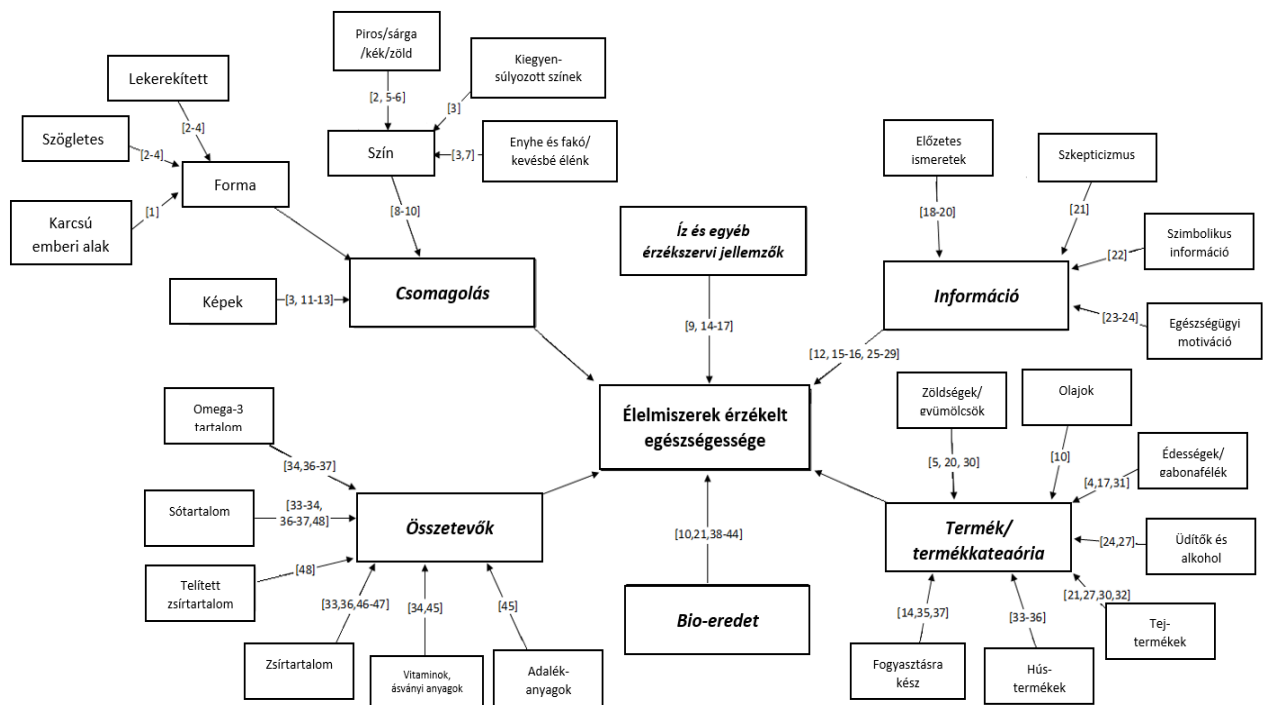 Piros/sárga
/kék/zöld
Kiegyen-
súlyozott színek
Lekerekített
[2, 5-6]
[3]
[2-4]
Szögletes
Szín
[3,7]
Enyhe és fakó/
kevésbé élénk
[2-4]
Forma
Karcsú
emberi alak
[1]
[8-10]
Képek
[3, 11-13]
Csomagolás
Íz és egyéb
érzékszervi jellemzők
[9, 14-17]
Előzetes
ismeretek
Szkepticizmus
[18-20]
[21]
Szimbolikus
információ
[22]
Információ
[23-24]
Egészségügyi
motiváció
[12, 15-16, 25-29]
Élelmiszerek érzékelt
egészségessége
Omega-3
tartalom
[34,36-37]
Sótartalom
[33-34,
36-37,48]
Összetevők
Telített
zsírtartalom
[48]
[33,36,46-47]
[34,45]
[45]
Zsírtartalom
Vitaminok,
ásványi anyagok
Adalék-
anyagok
[10,21,38-44]
Bio-eredet
Zöldségek/
gyümölcsök
Olajok
[5, 20, 30]
[10]
Édességek/
gabonafélék
[4,17,31]
Termék/
termékkateaória
[24,27]
Üdítők és
alkohol
[21,27,30,32]
Tej-
termékek
[14,35,37]
[33-36]
Fogyasztásra
kész
Hús-
termékek